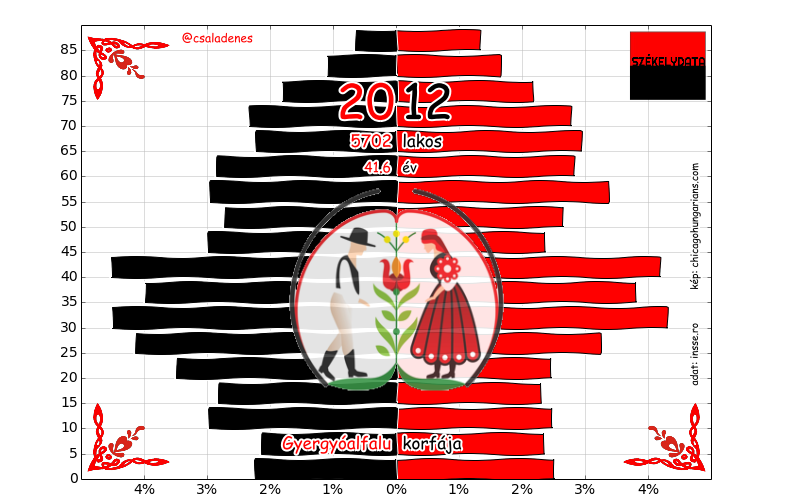 @csaladenes
SZÉKELYDATA
2012
5702 lakos
41,6 év
kép: chicagohungarians.com
adat: insse.ro
Gyergyóalfalu korfája
85
80
75
70
65
60
55
50
45
40
35
30
25
20
15
10
5
0
4% 3% 2% 1% 0% 1% 2% 3% 4%